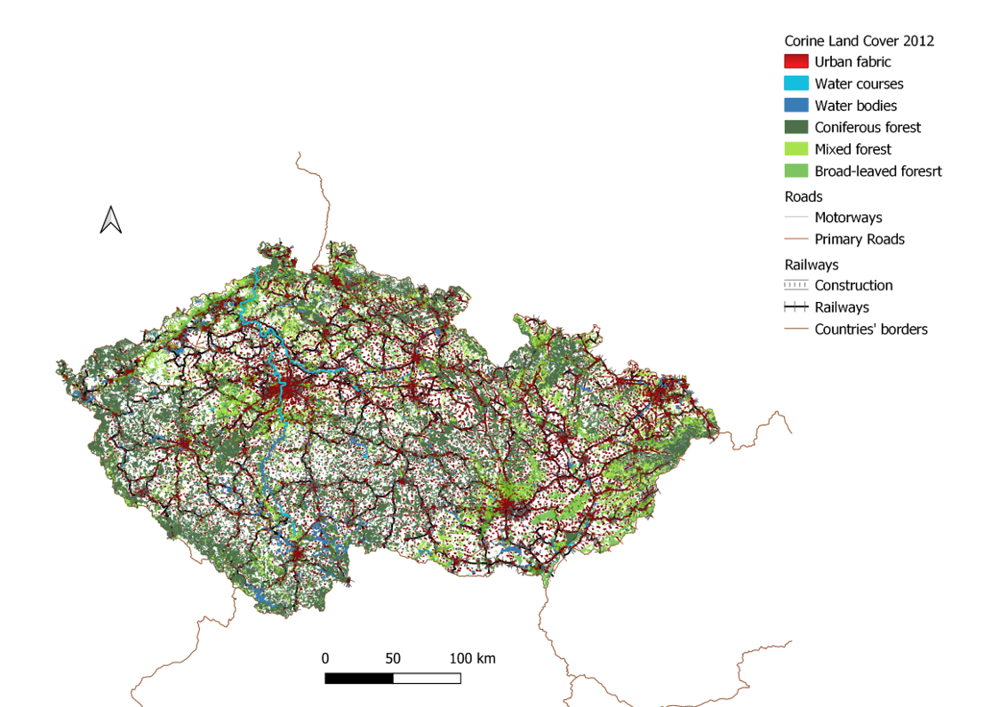 Corine Land Cover 2012
Urban fabric
Water courses
Water bodies
Coniferous forest
Mixed forest
Broad-leaved foresrt
Roads
Motorways
Primary Roads
Railways
Construction
Railways
Countries' borders
0 50 100 km